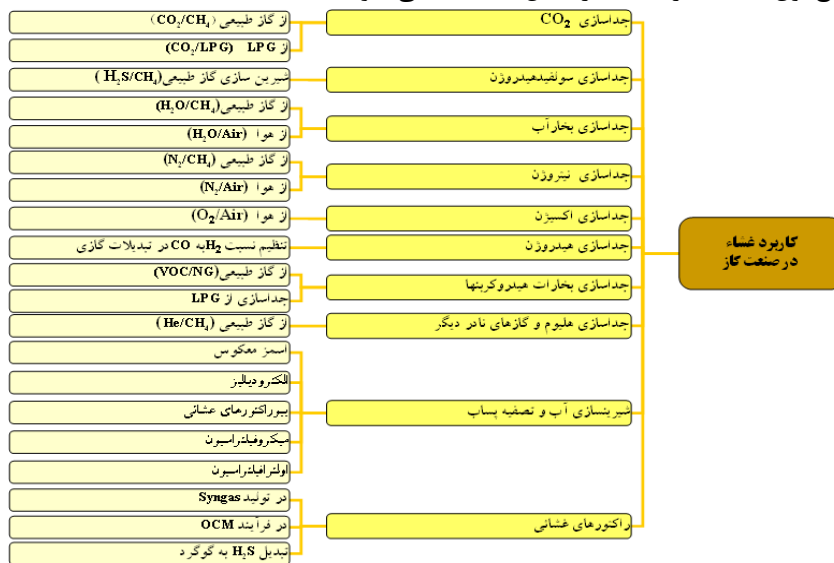 کاربرد غشاء
در صنعت گاز
جداسازی CO₂
از گاز طبیعی (CO₂/CH₄)
از LPG (CO₂/LPG)
جداسازی سولفیدهیدروژن
شیرین سازی گاز طبیعی(H₂S/CH₄)
جداسازی بخارآب
از گاز طبیعی(H₂O/CH₄)
از هوا (H₂O/Air)
جداسازی نیتروژن
از گاز طبیعی (N₂/CH₄)
از هوا (N₂/Air)
جداسازی اکسیژن
از هوا (O₂/Air)
جداسازی هیدروژن
تنظیم نسبت H₂به CO در تبدیلات گازی
جداسازی بخارات هیدروکربنها
از گاز طبیعی(VOC/NG)
جداسازی از LPG
جداسازی هلیوم و گازهای نادر دیگر
از گاز طبیعی (He/CH₄)
شیرینسازی آب و تصفیه پساب
اسمز معکوس
الکترودیالیز
بیوراکتورهای غشائی
میکروفیلتراسیون
اولترافیلتراسیون
راکتورهای غشائی
در تولید Syngas
در فرآیند OCM
تبدیل H₂S به گوگرد